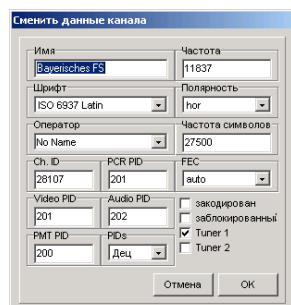 Сменить данные канала
Имя
Частота
Bayerisches FS
11837
Шрифт
Полярность
ISO 6937 Latin
hor
Оператор
Частота символов
No Name
27500
Ch. ID
PCR PID
FEC
28107
201
auto
Video PID
Audio PID
закодирован
201
202
заблокированный
PMT PID
PIDs
Tuner 1
200
Дец
Tuner 2
Отмена
OK